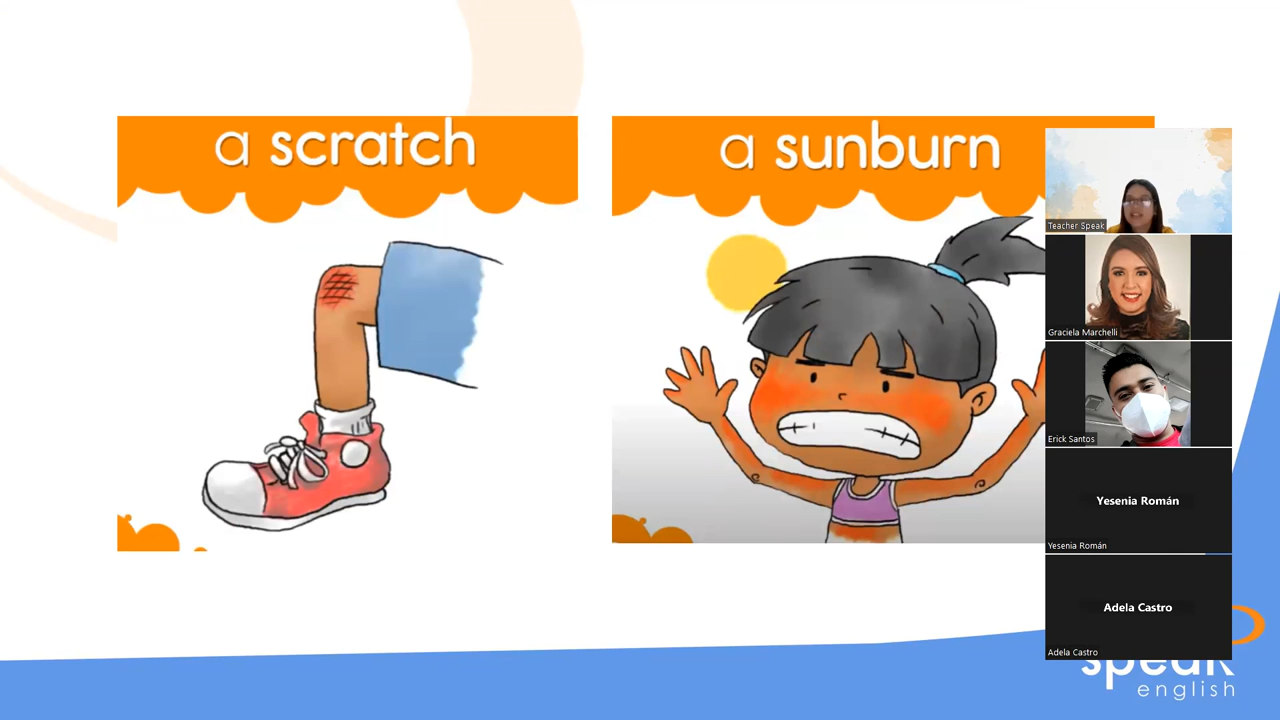 a scratch
a sunburn
Teacher Speak
Graciela Marchelli
Erick Santos
Yesenia Román
Yesenia Román
Adela Castro
Adela Castro
speak
english